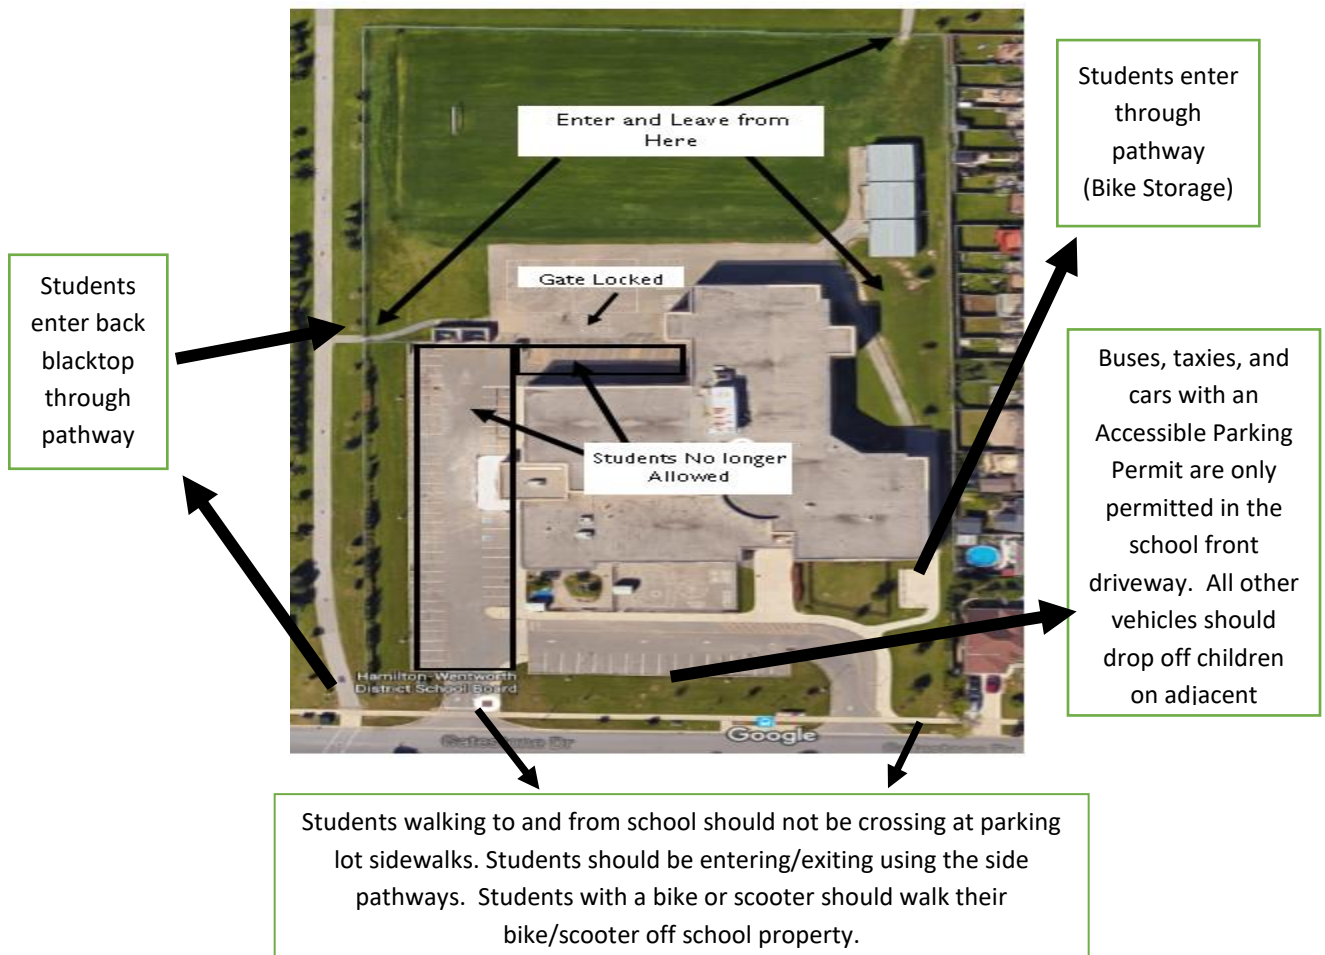 Enter and Leave from
Here
Students enter
through
pathway
(Bike Storage)
Gate Locked
Students
enter back
blacktop
through
pathway
Buses, taxies, and
cars with an
Accessible Parking
Permit are only
permitted in the
school front
driveway. All other
vehicles should
drop off children
on adjacent
Students No longer
Allowed
Hamilton-Wentworth
District School Board
Google
Gatestone Dr
Students walking to and from school should not be crossing at parking
lot sidewalks. Students should be entering/exiting using the side
pathways. Students with a bike or scooter should walk their
bike/scooter off school property.